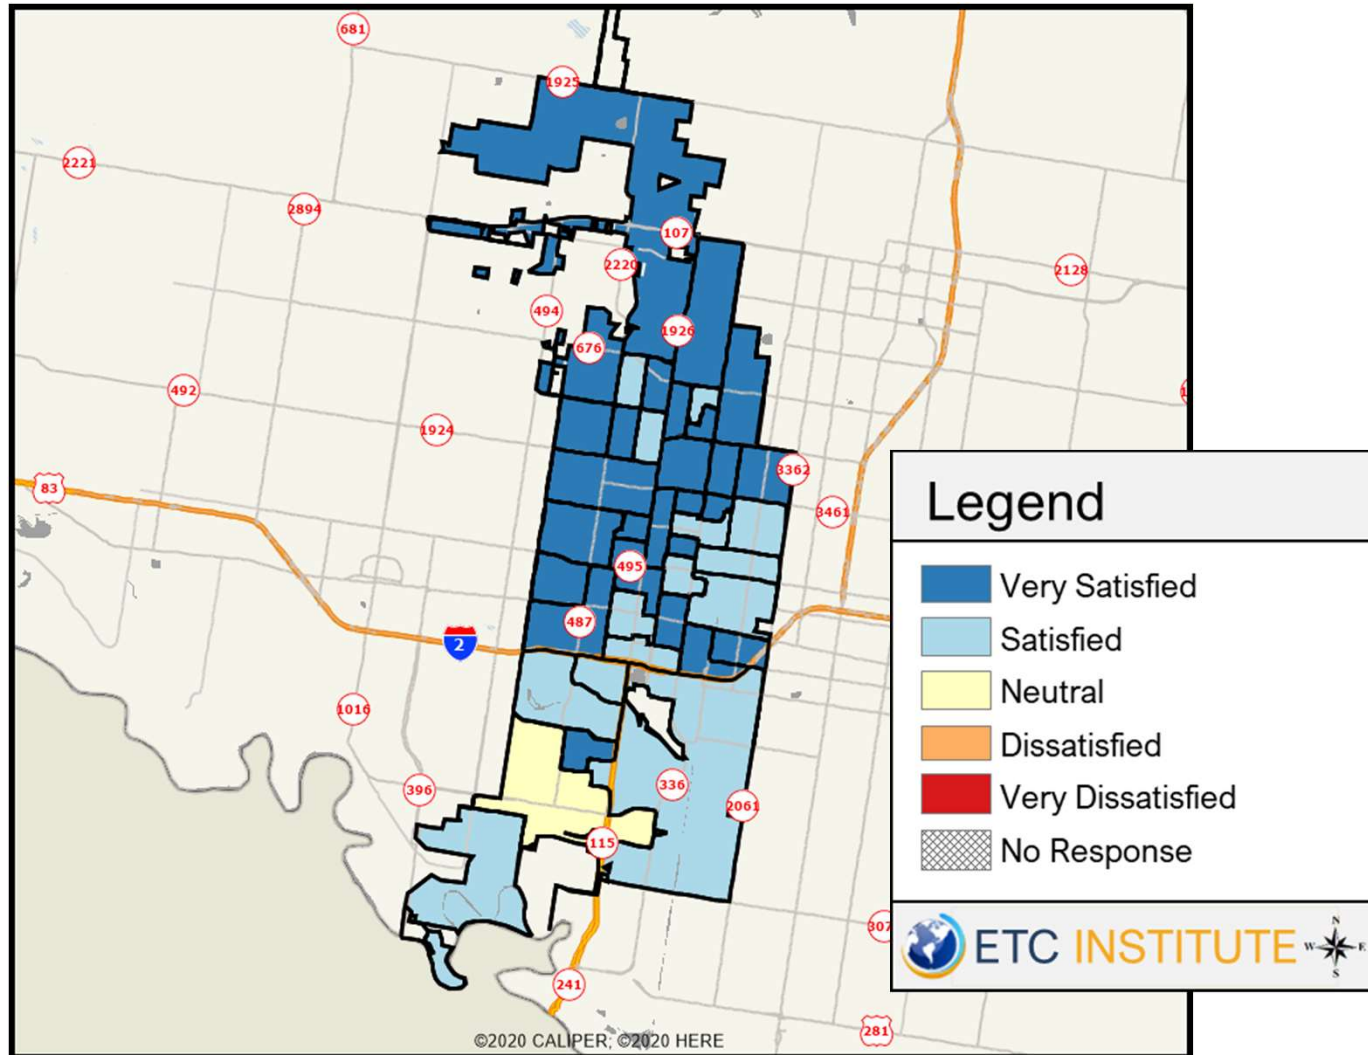 681
1925
2221
2894
107
2220
2128
494
1926
676
492
1924
3362
83
3461
495
487
2
1016
396
336
2061
115
307
241
281
©2020 CALIPER; ©2020 HERE
Legend
Very Satisfied
Satisfied
Neutral
Dissatisfied
Very Dissatisfied
No Response
ETC INSTITUTE
N
W E
S